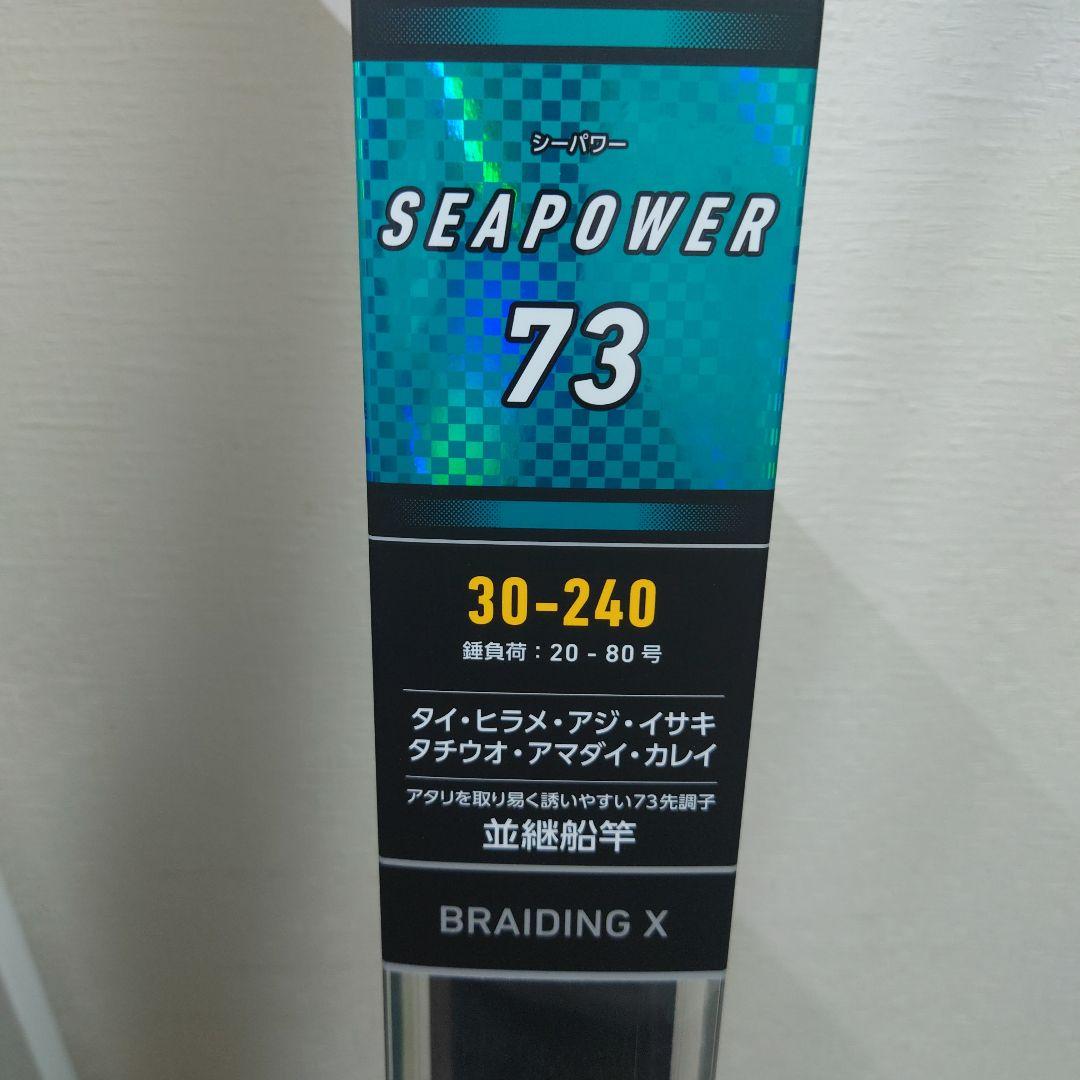 シーパワー
SEAPOWER
73
30-240
錘負荷：20 - 80 号
タイ・ヒラメ・アジ・イサキ
タチウオ・アマダイ・カレイ
アタリを取り易く誘いやすい73先調子
並継船竿
BRAIDING X